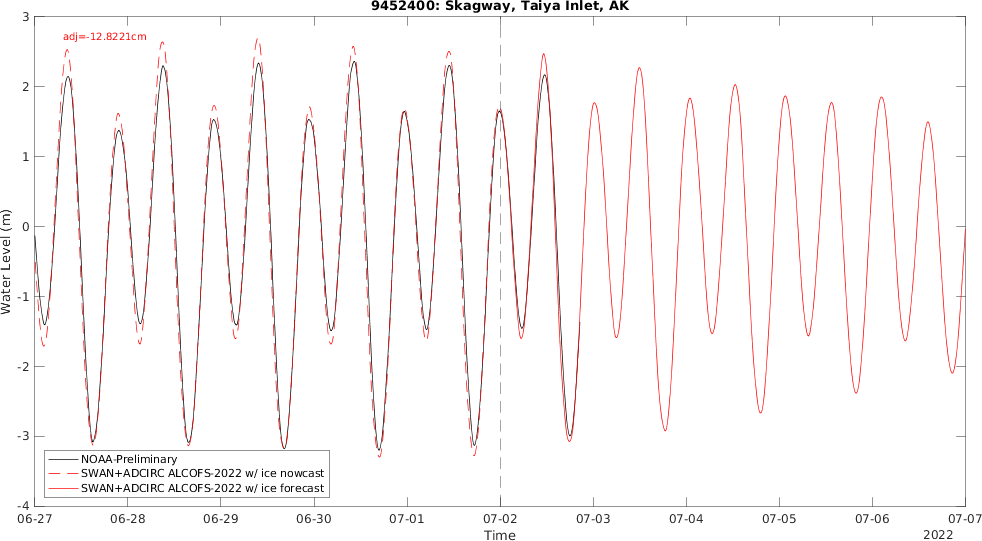 9452400: Skagway, Taiya Inlet, AK
adj=-12.8221cm
3
2
1
0
-1
-2
-3
-4
Water Level (m)
NOAA-Preliminary
SWAN+ADCIRC ALCOFS-2022 w/ ice nowcast
SWAN+ADCIRC ALCOFS-2022 w/ ice forecast
06-27 06-28 06-29 06-30 07-01 07-02 07-03 07-04 07-05 07-06 07-07
Time
2022